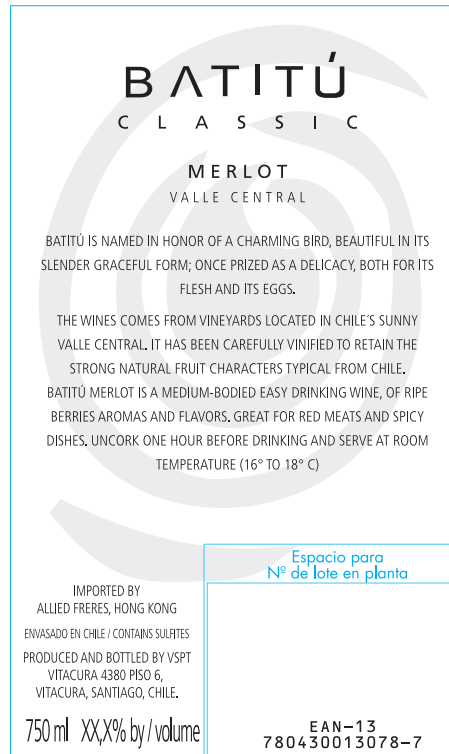 BATITÚ
CLASSIC
MERLOT
VALLE CENTRAL
BATITÚ IS NAMED IN HONOR OF A CHARMING BIRD, BEAUTIFUL IN ITS
SLENDER GRACEFUL FORM; ONCE PRIZED AS A DELICACY, BOTH FOR ITS
FLESH AND ITS EGGS.
THE WINES COMES FROM VINEYARDS LOCATED IN CHILE´S SUNNY
VALLE CENTRAL. IT HAS BEEN CAREFULLY VINIFIED TO RETAIN THE
STRONG NATURAL FRUIT CHARACTERS TYPICAL FROM CHILE.
BATITÚ MERLOT IS A MEDIUM-BODIED EASY DRINKING WINE, OF RIPE
BERRIES AROMAS AND FLAVORS. GREAT FOR RED MEATS AND SPICY
DISHES. UNCORK ONE HOUR BEFORE DRINKING AND SERVE AT ROOM
TEMPERATURE (16° TO 18° C)
IMPORTED BY
ALLIED FRERES, HONG KONG
ENVASADO EN CHILE / CONTAINS SULFITES
PRODUCED AND BOTTLED BY VSPT
VITACURA 4380 PISO 6,
VITACURA, SANTIAGO, CHILE.
750 ml XX,X% by / volume
Espacio para
Nº de lote en planta
EAN-13
780430013078-7